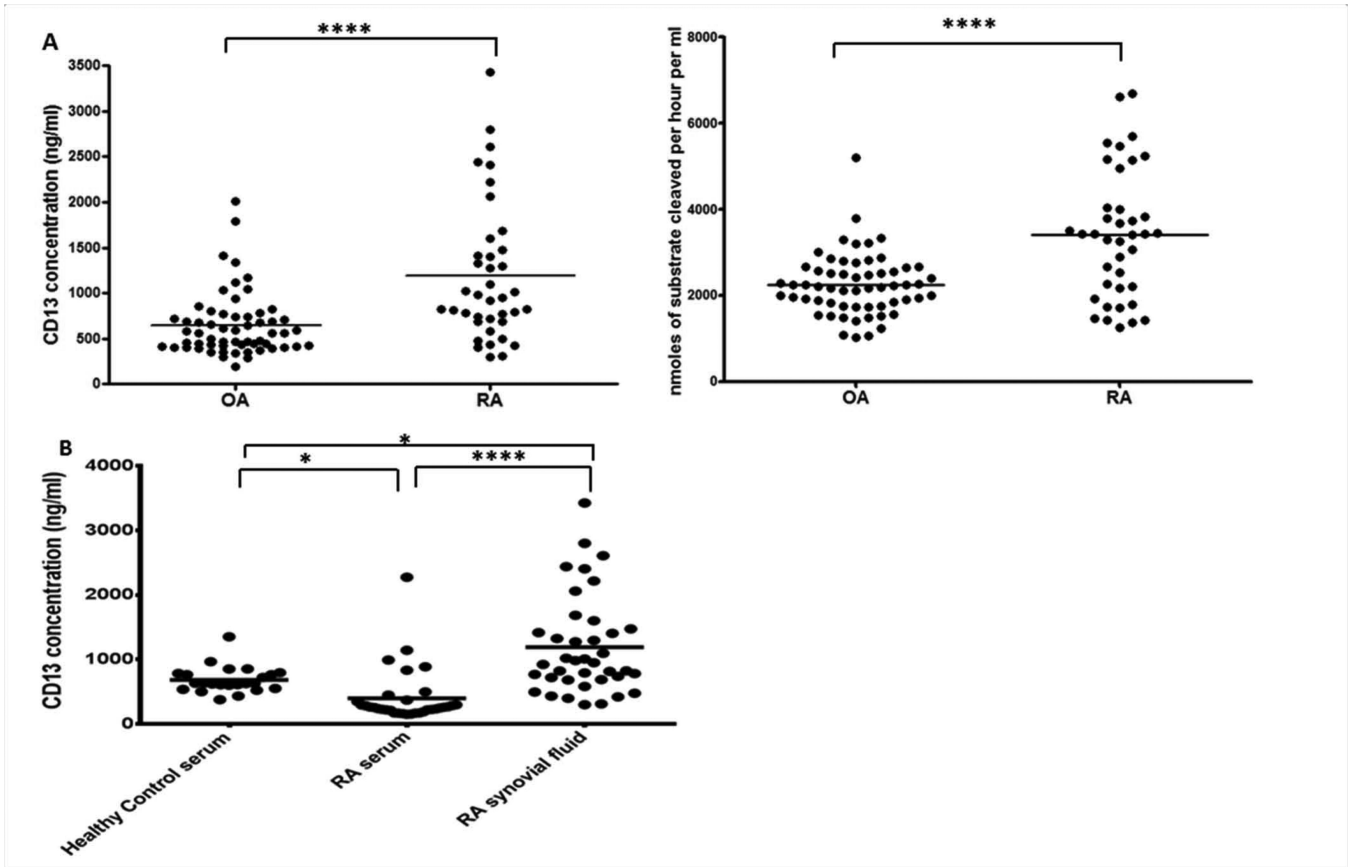 A
****
CD13 concentration (ng/ml)
3500
3000
2500
2000
1500
1000
500
0
OA
RA
****
nmoles of substrate cleaved per hour per ml
8000
6000
4000
2000
0
OA
RA
B
*
*
****
CD13 concentration (ng/ml)
4000
3000
2000
1000
0
Healthy Control serum
RA serum
RA synovial fluid